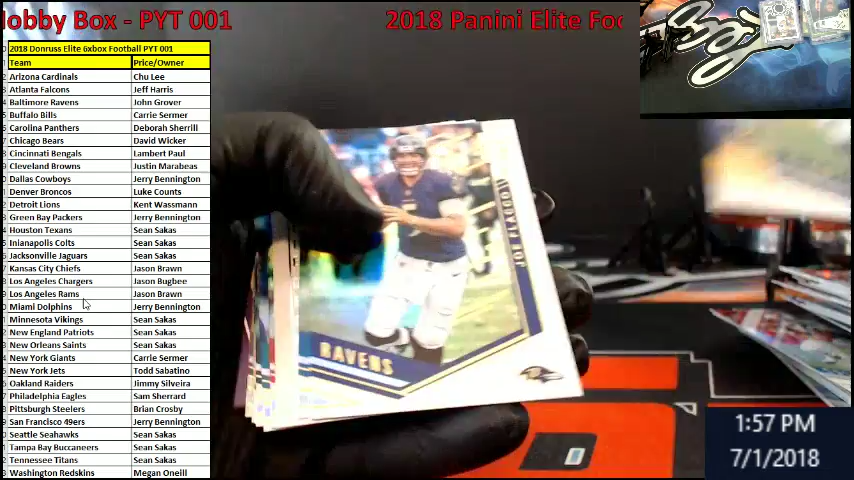 Hobby Box - PYT 001
2018 Panini Elite Foo
2018 Donruss Elite 6xbox Football PYT 001
Team Price/Owner
Arizona Cardinals Chu Lee
Atlanta Falcons Jeff Harris
Baltimore Ravens John Grover
Buffalo Bills Carrie Sermer
Carolina Panthers Deborah Sherrill
Chicago Bears David Wicker
Cincinnati Bengals Lambert Paul
Cleveland Browns Justin Marabeas
Dallas Cowboys Jerry Bennington
Denver Broncos Luke Counts
Detroit Lions Kent Wassmann
Green Bay Packers Jerry Bennington
Houston Texans Sean Sakas
Inianapolis Colts Sean Sakas
Jacksonville Jaguars Sean Sakas
Kansas City Chiefs Jason Brawn
Los Angeles Chargers Jason Bugbee
Los Angeles Rams Jason Brawn
Miami Dolphins Jerry Bennington
Minnesota Vikings Sean Sakas
New England Patriots Sean Sakas
New Orleans Saints Sean Sakas
New York Giants Carrie Sermer
New York Jets Todd Sabatino
Oakland Raiders Jimmy Silveira
Philadelphia Eagles Sam Sherrard
Pittsburgh Steelers Brian Crosby
San Francisco 49ers Jerry Bennington
Seattle Seahawks Sean Sakas
Tampa Bay Buccaneers Sean Sakas
Tennessee Titans Sean Sakas
Washington Redskins Megan Oneill
JOE FLACCO
RAVENS
1:57 PM
7/1/2018